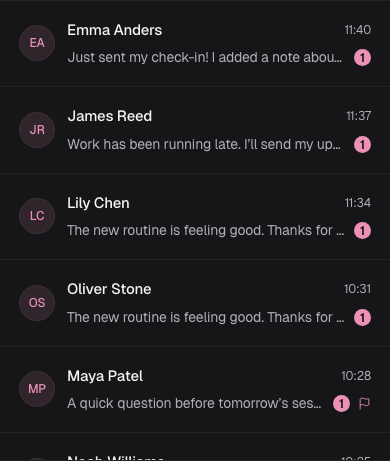 Emma Anders 11:40
EA
Just sent my check-in! I added a note abou... 1
James Reed 11:37
JR
Work has been running late. I'll send my up... 1
Lily Chen 11:34
LC
The new routine is feeling good. Thanks for ... 1
Oliver Stone 10:31
OS
The new routine is feeling good. Thanks for ... 1
Maya Patel 10:28
MP
A quick question before tomorrow's ses... 1